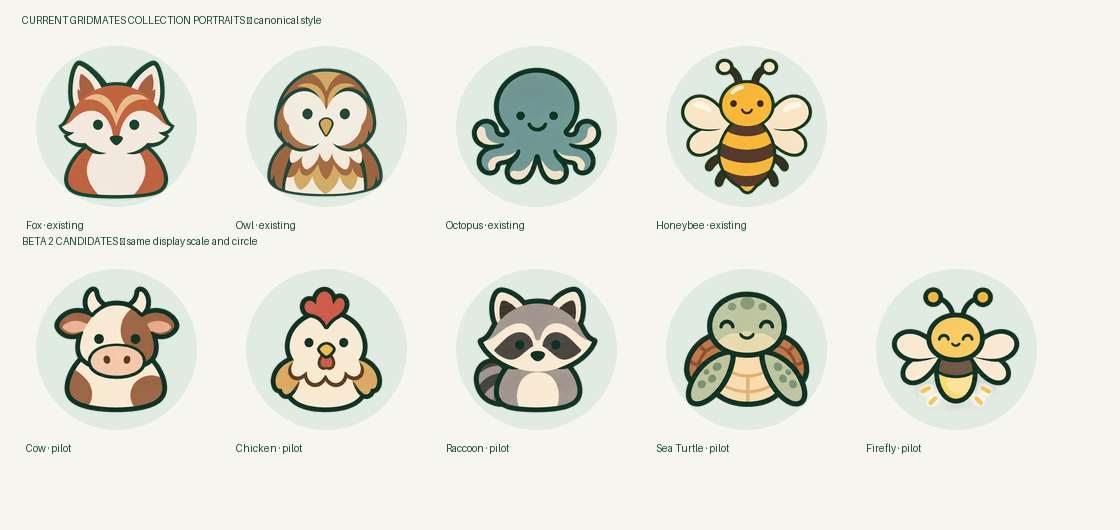 CURRENT GRIDMATES COLLECTION PORTRAITS ▯ canonical style
Fox · existing
Owl · existing
Octopus · existing
Honeybee · existing
BETA 2 CANDIDATES ▯ same display scale and circle
Cow · pilot
Chicken · pilot
Raccoon · pilot
Sea Turtle · pilot
Firefly · pilot